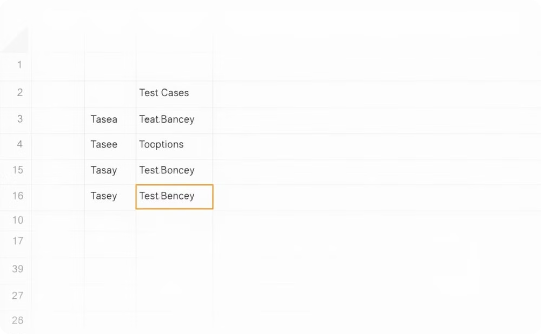 1
2 Test Cases
3 Tasea Teat.Bancey
4 Tasee Tooptions
15 Tasay Test Boncey
16 Tasey Test Bencey
10
17
39
27
28